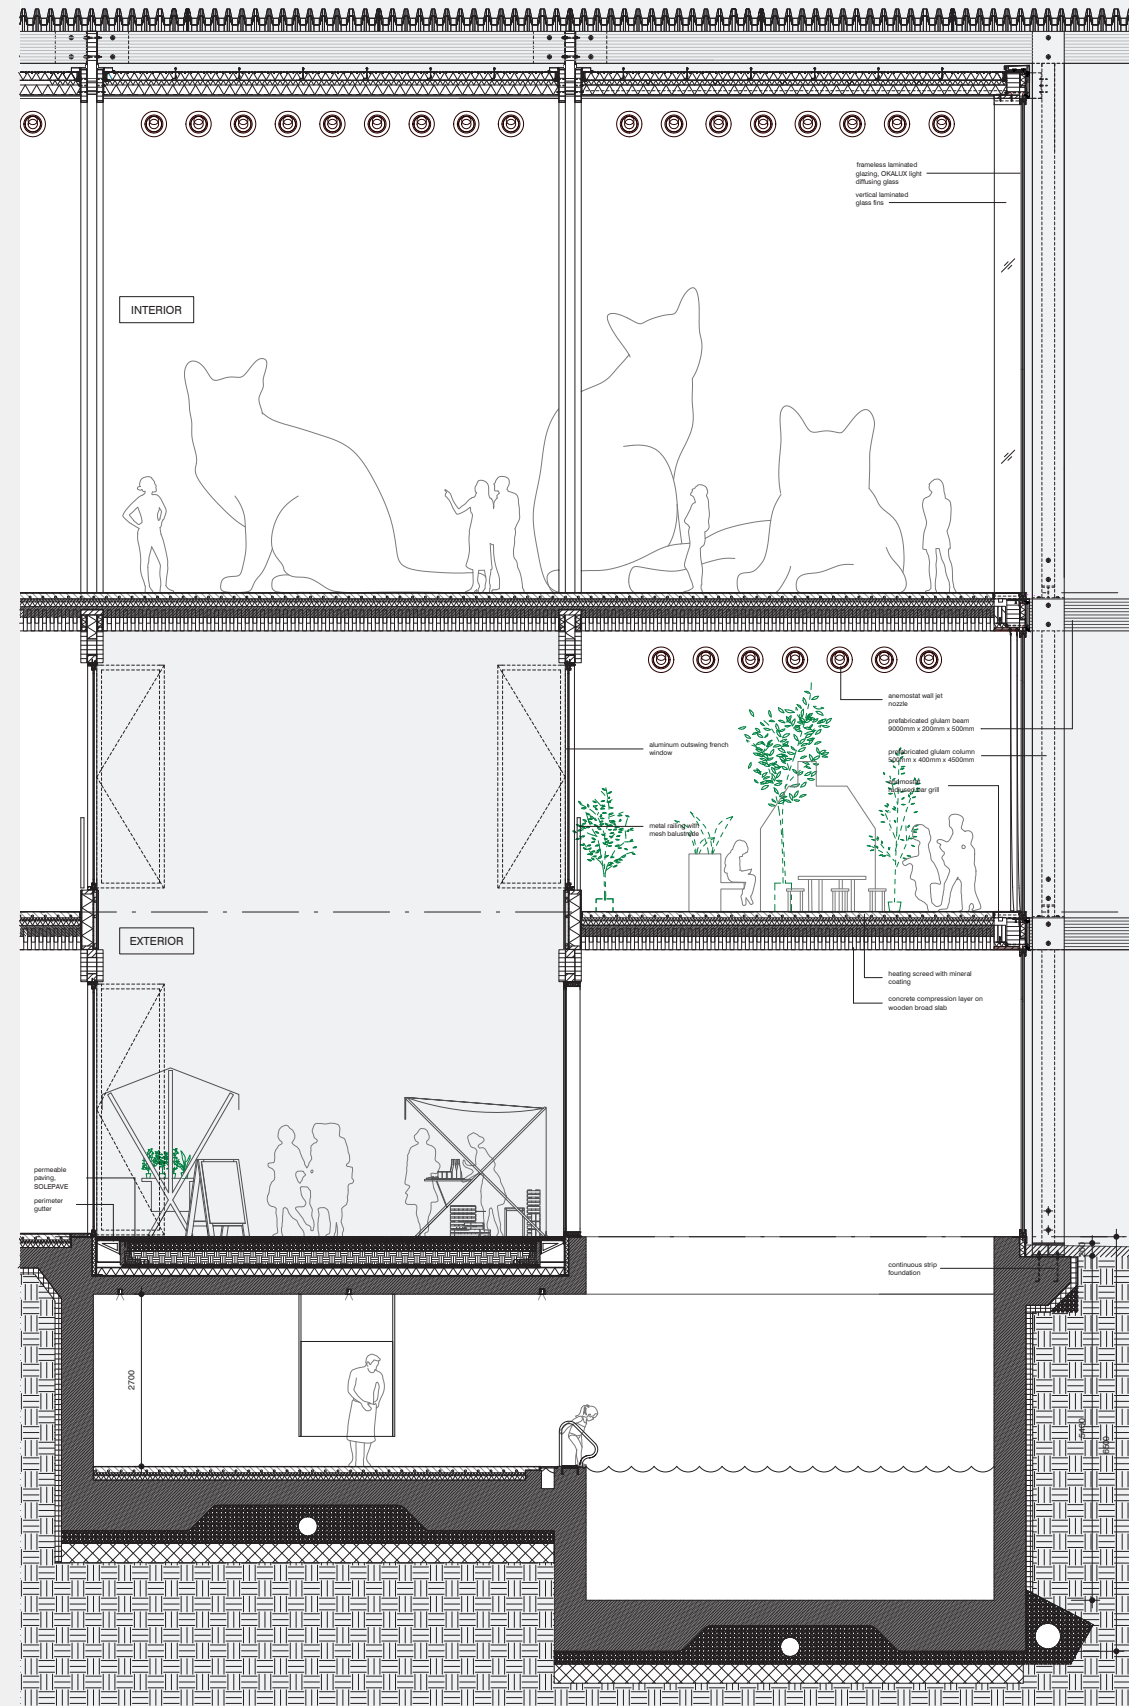 frameless laminated
glazing, OKALUX light
diffusing glass
vertical laminated
glass fins
INTERIOR
anemostat wall jet
nozzle
prefabricated glulam beam
9000mm x 200mm x 500mm
aluminum outswing french
window
prefabricated glulam column
500mm x 400mm x 4500mm
bar grill
metal railing with
mesh balustrade
EXTERIOR
heating screed with mineral
coating
concrete compression layer on
wooden broad slab
permeable
paving,
SOLEPAVE
perimeter
gutter
continuous strip
foundation
2700